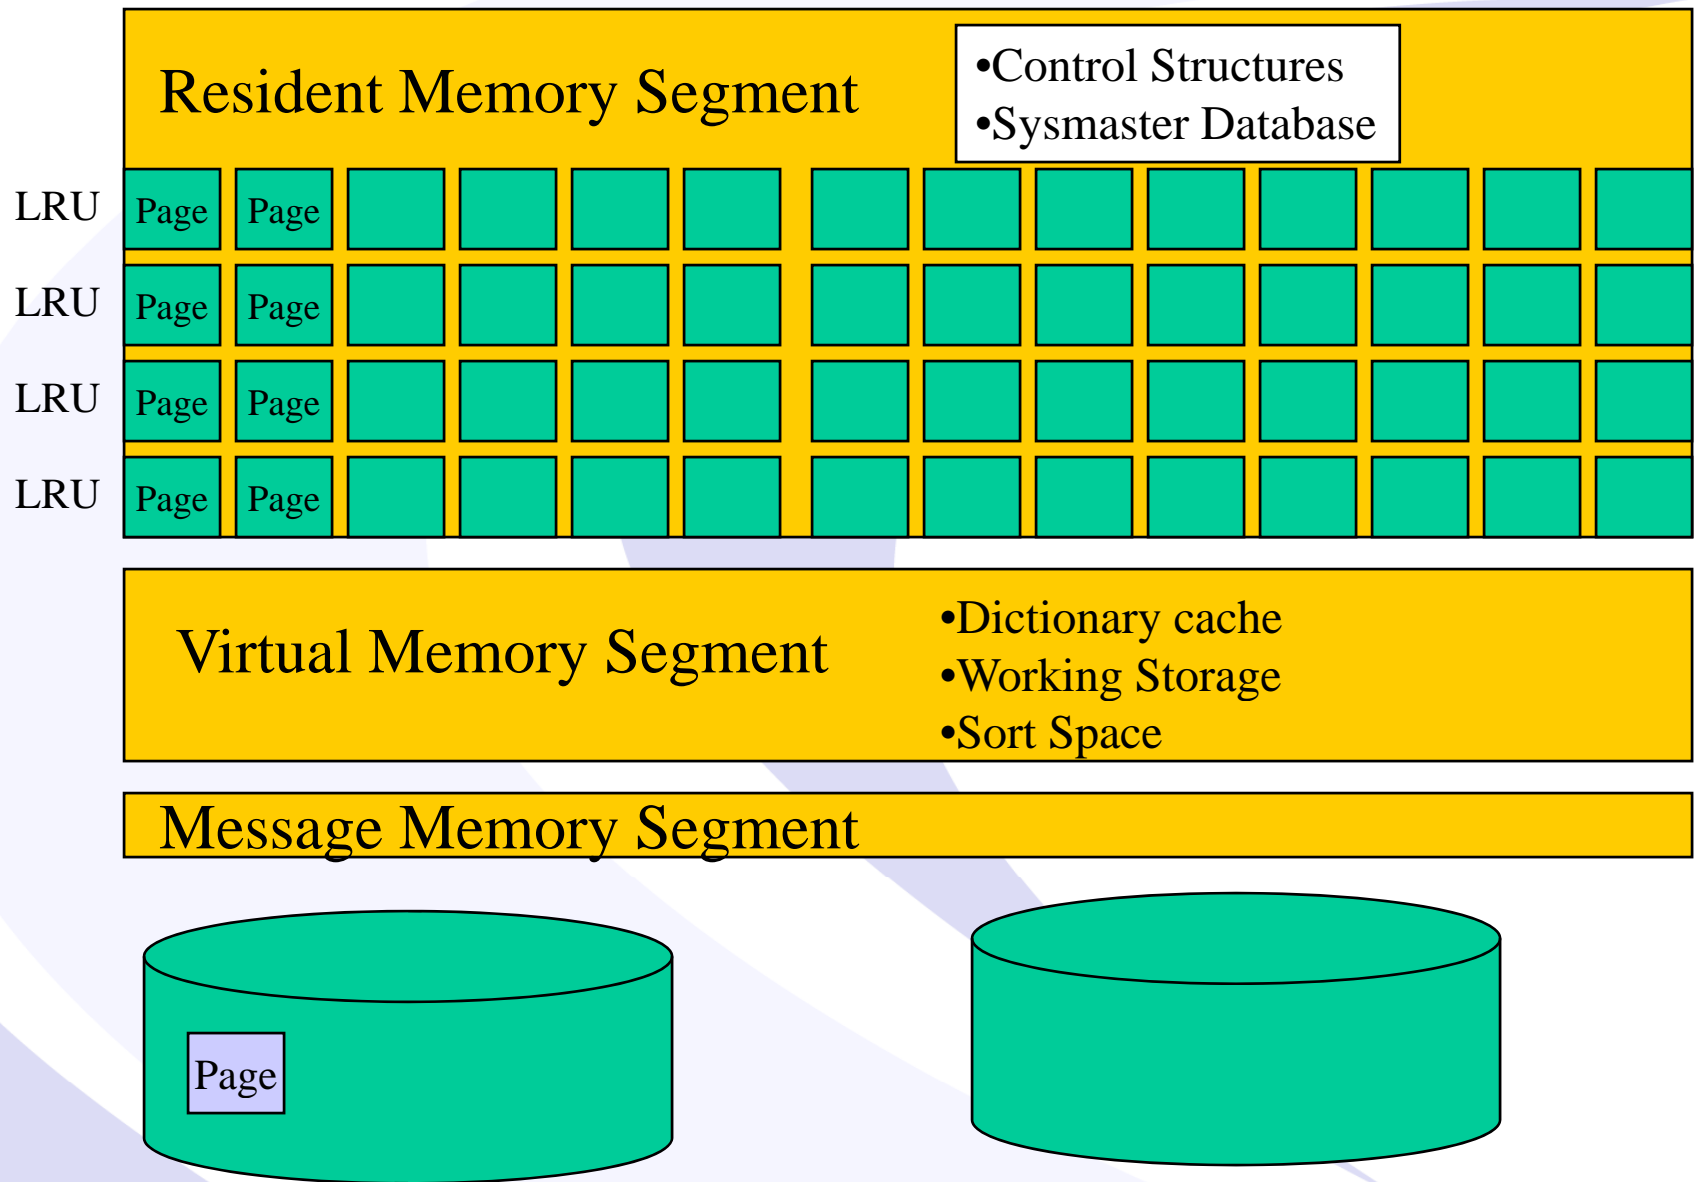 Resident Memory Segment
•Control Structures
•Sysmaster Database
LRU Page Page
LRU Page Page
LRU Page Page
LRU Page Page
Virtual Memory Segment
•Dictionary cache
•Working Storage
•Sort Space
Message Memory Segment
Page